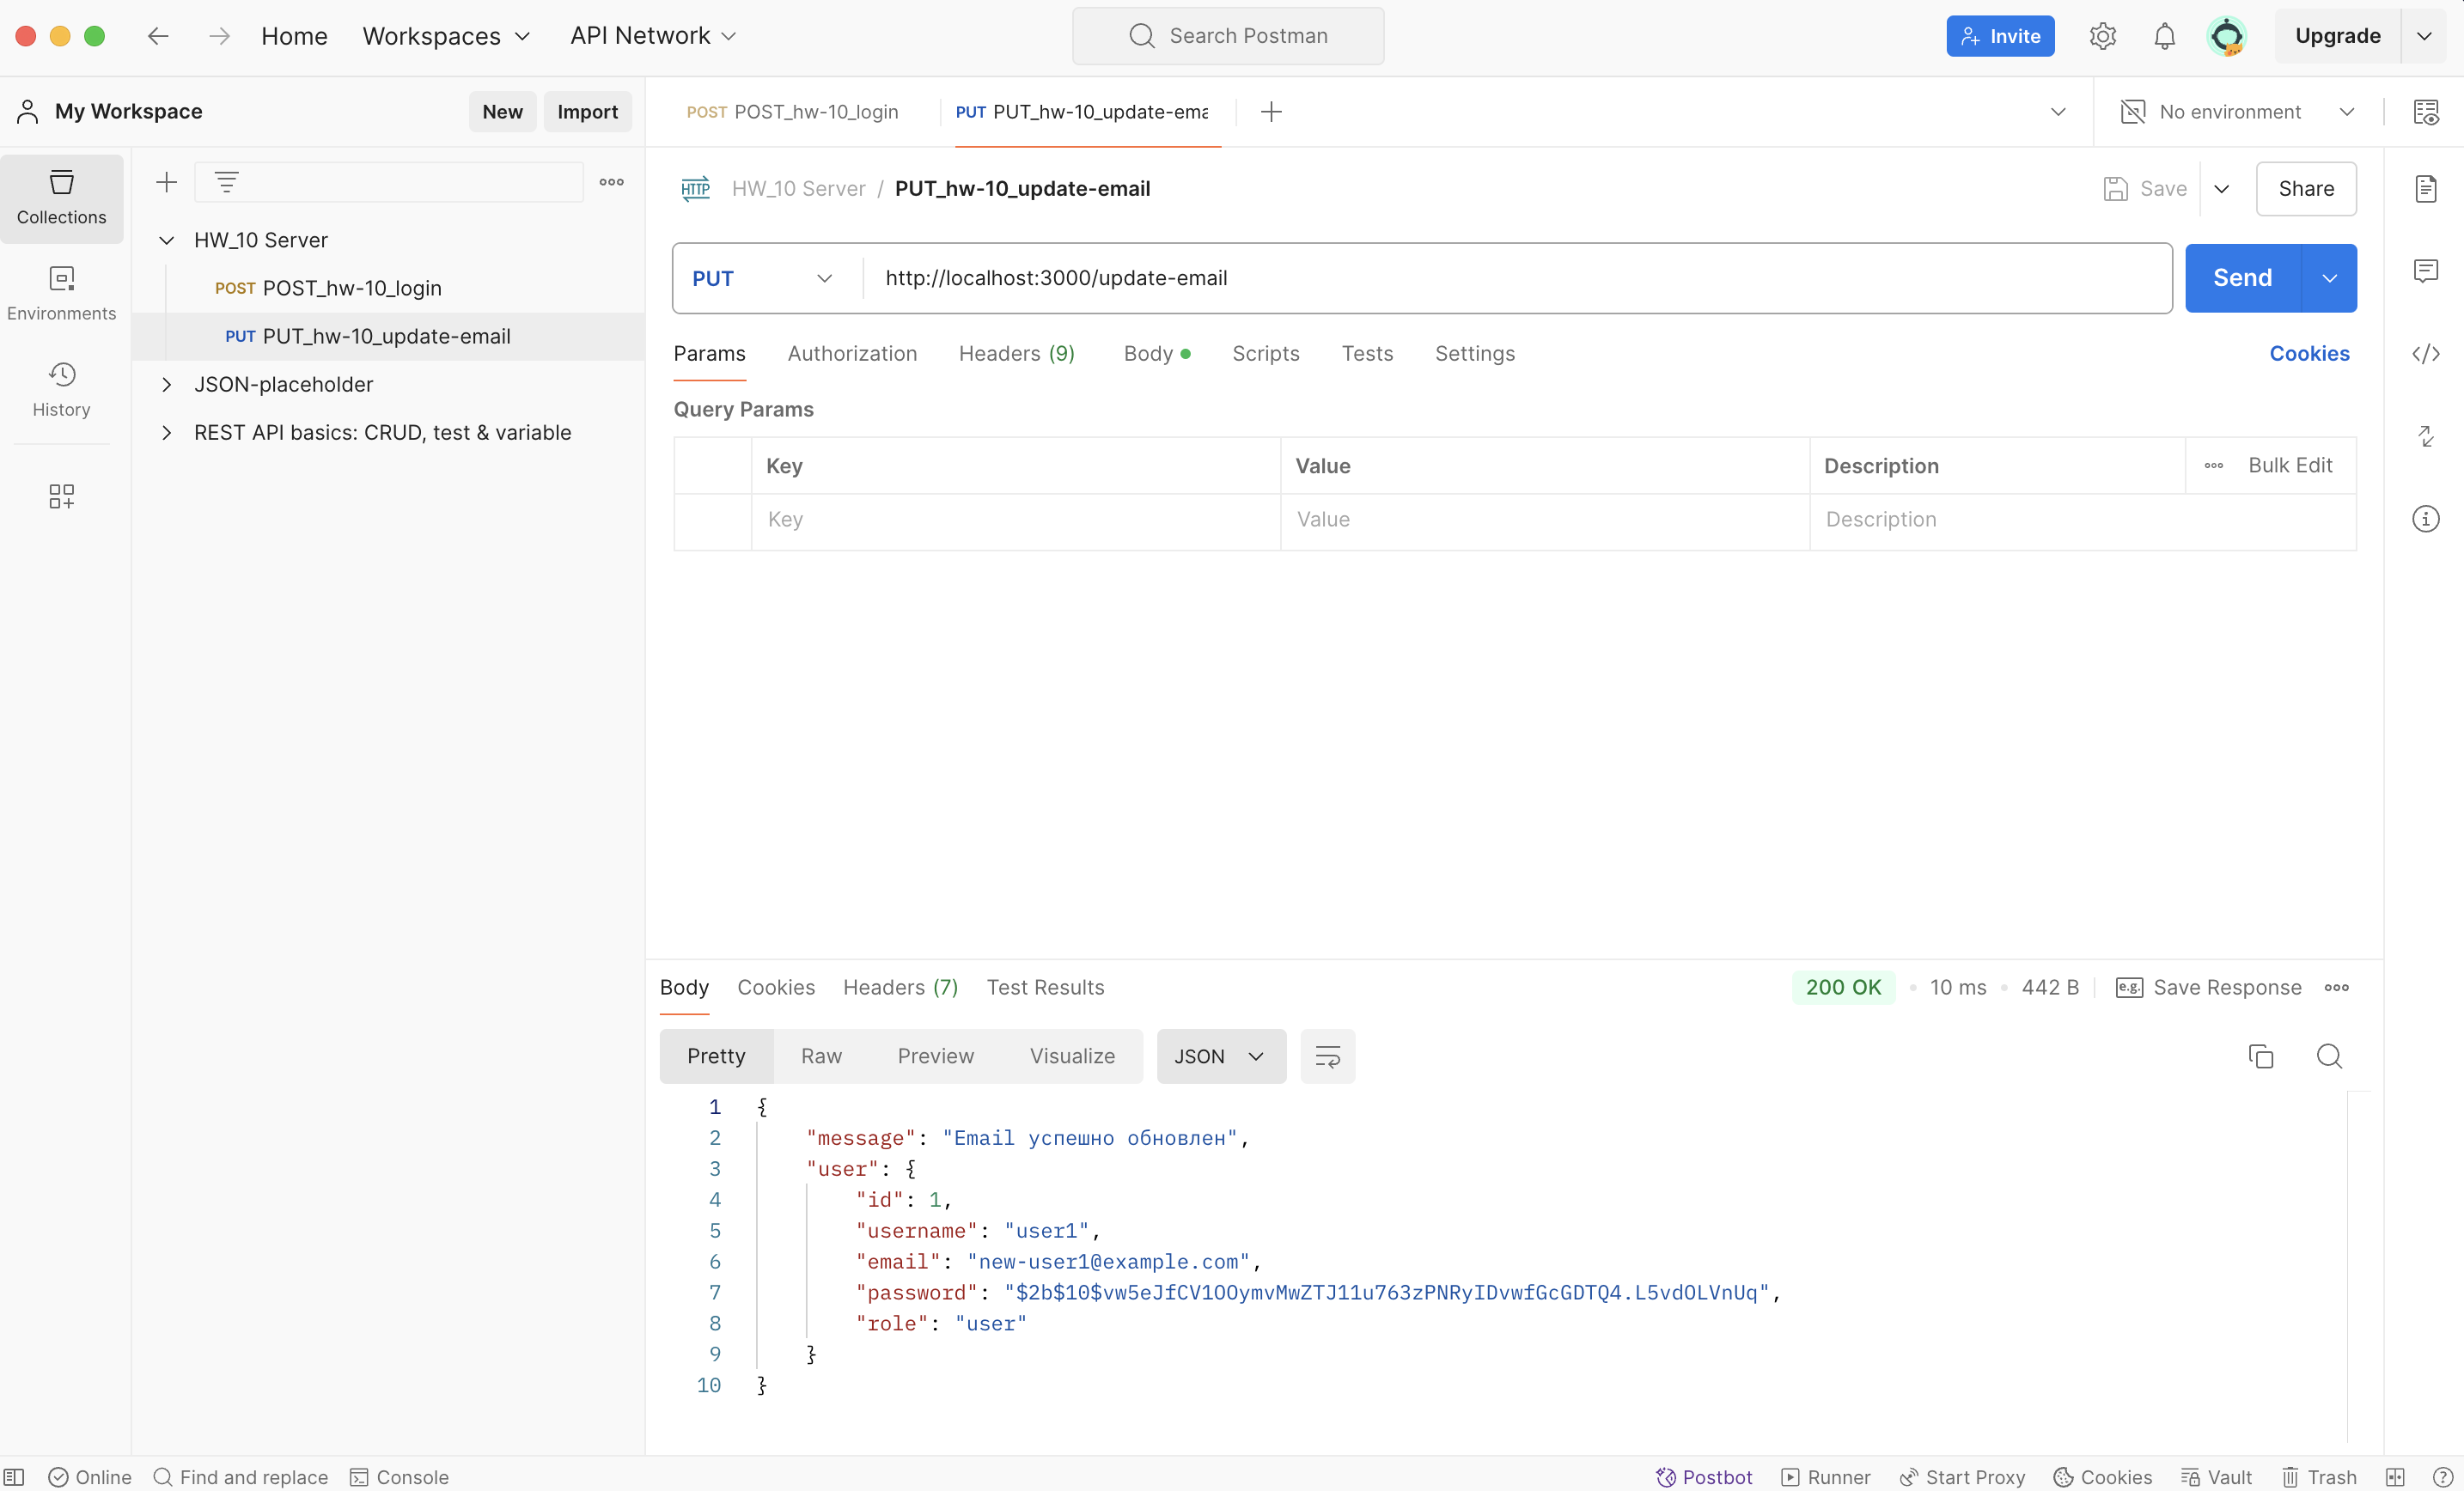 Home Workspaces API Network Search Postman Invite Upgrade
My Workspace New Import
POST POST_hw-10_login PUT PUT_hw-10_update-ema No environment
Collections
Environments
History
HW_10 Server
POST POST_hw-10_login
PUT PUT_hw-10_update-email
JSON-placeholder
REST API basics: CRUD, test & variable
HTTP HW_10 Server / PUT_hw-10_update-email Save Share
PUT http://localhost:3000/update-email Send
Params Authorization Headers (9) Body Scripts Tests Settings Cookies
Query Params
Key Value Description Bulk Edit
Key Value Description
Body Cookies Headers (7) Test Results 200 OK 10 ms 442 B e.g. Save Response
Pretty Raw Preview Visualize JSON
1 {
2 "message": "Email успешно обновлен",
3 "user": {
4 "id": 1,
5 "username": "user1",
6 "email": "new-user1@example.com",
7 "password": "$2b$10$vw5eJfCV1OOymvMwZTJ11u763zPNRyIDvwfGcGDTQ4.L5vdOLVnUq",
8 "role": "user"
9 }
10 }
Online Find and replace Console Postbot Runner Start Proxy Cookies Vault Trash